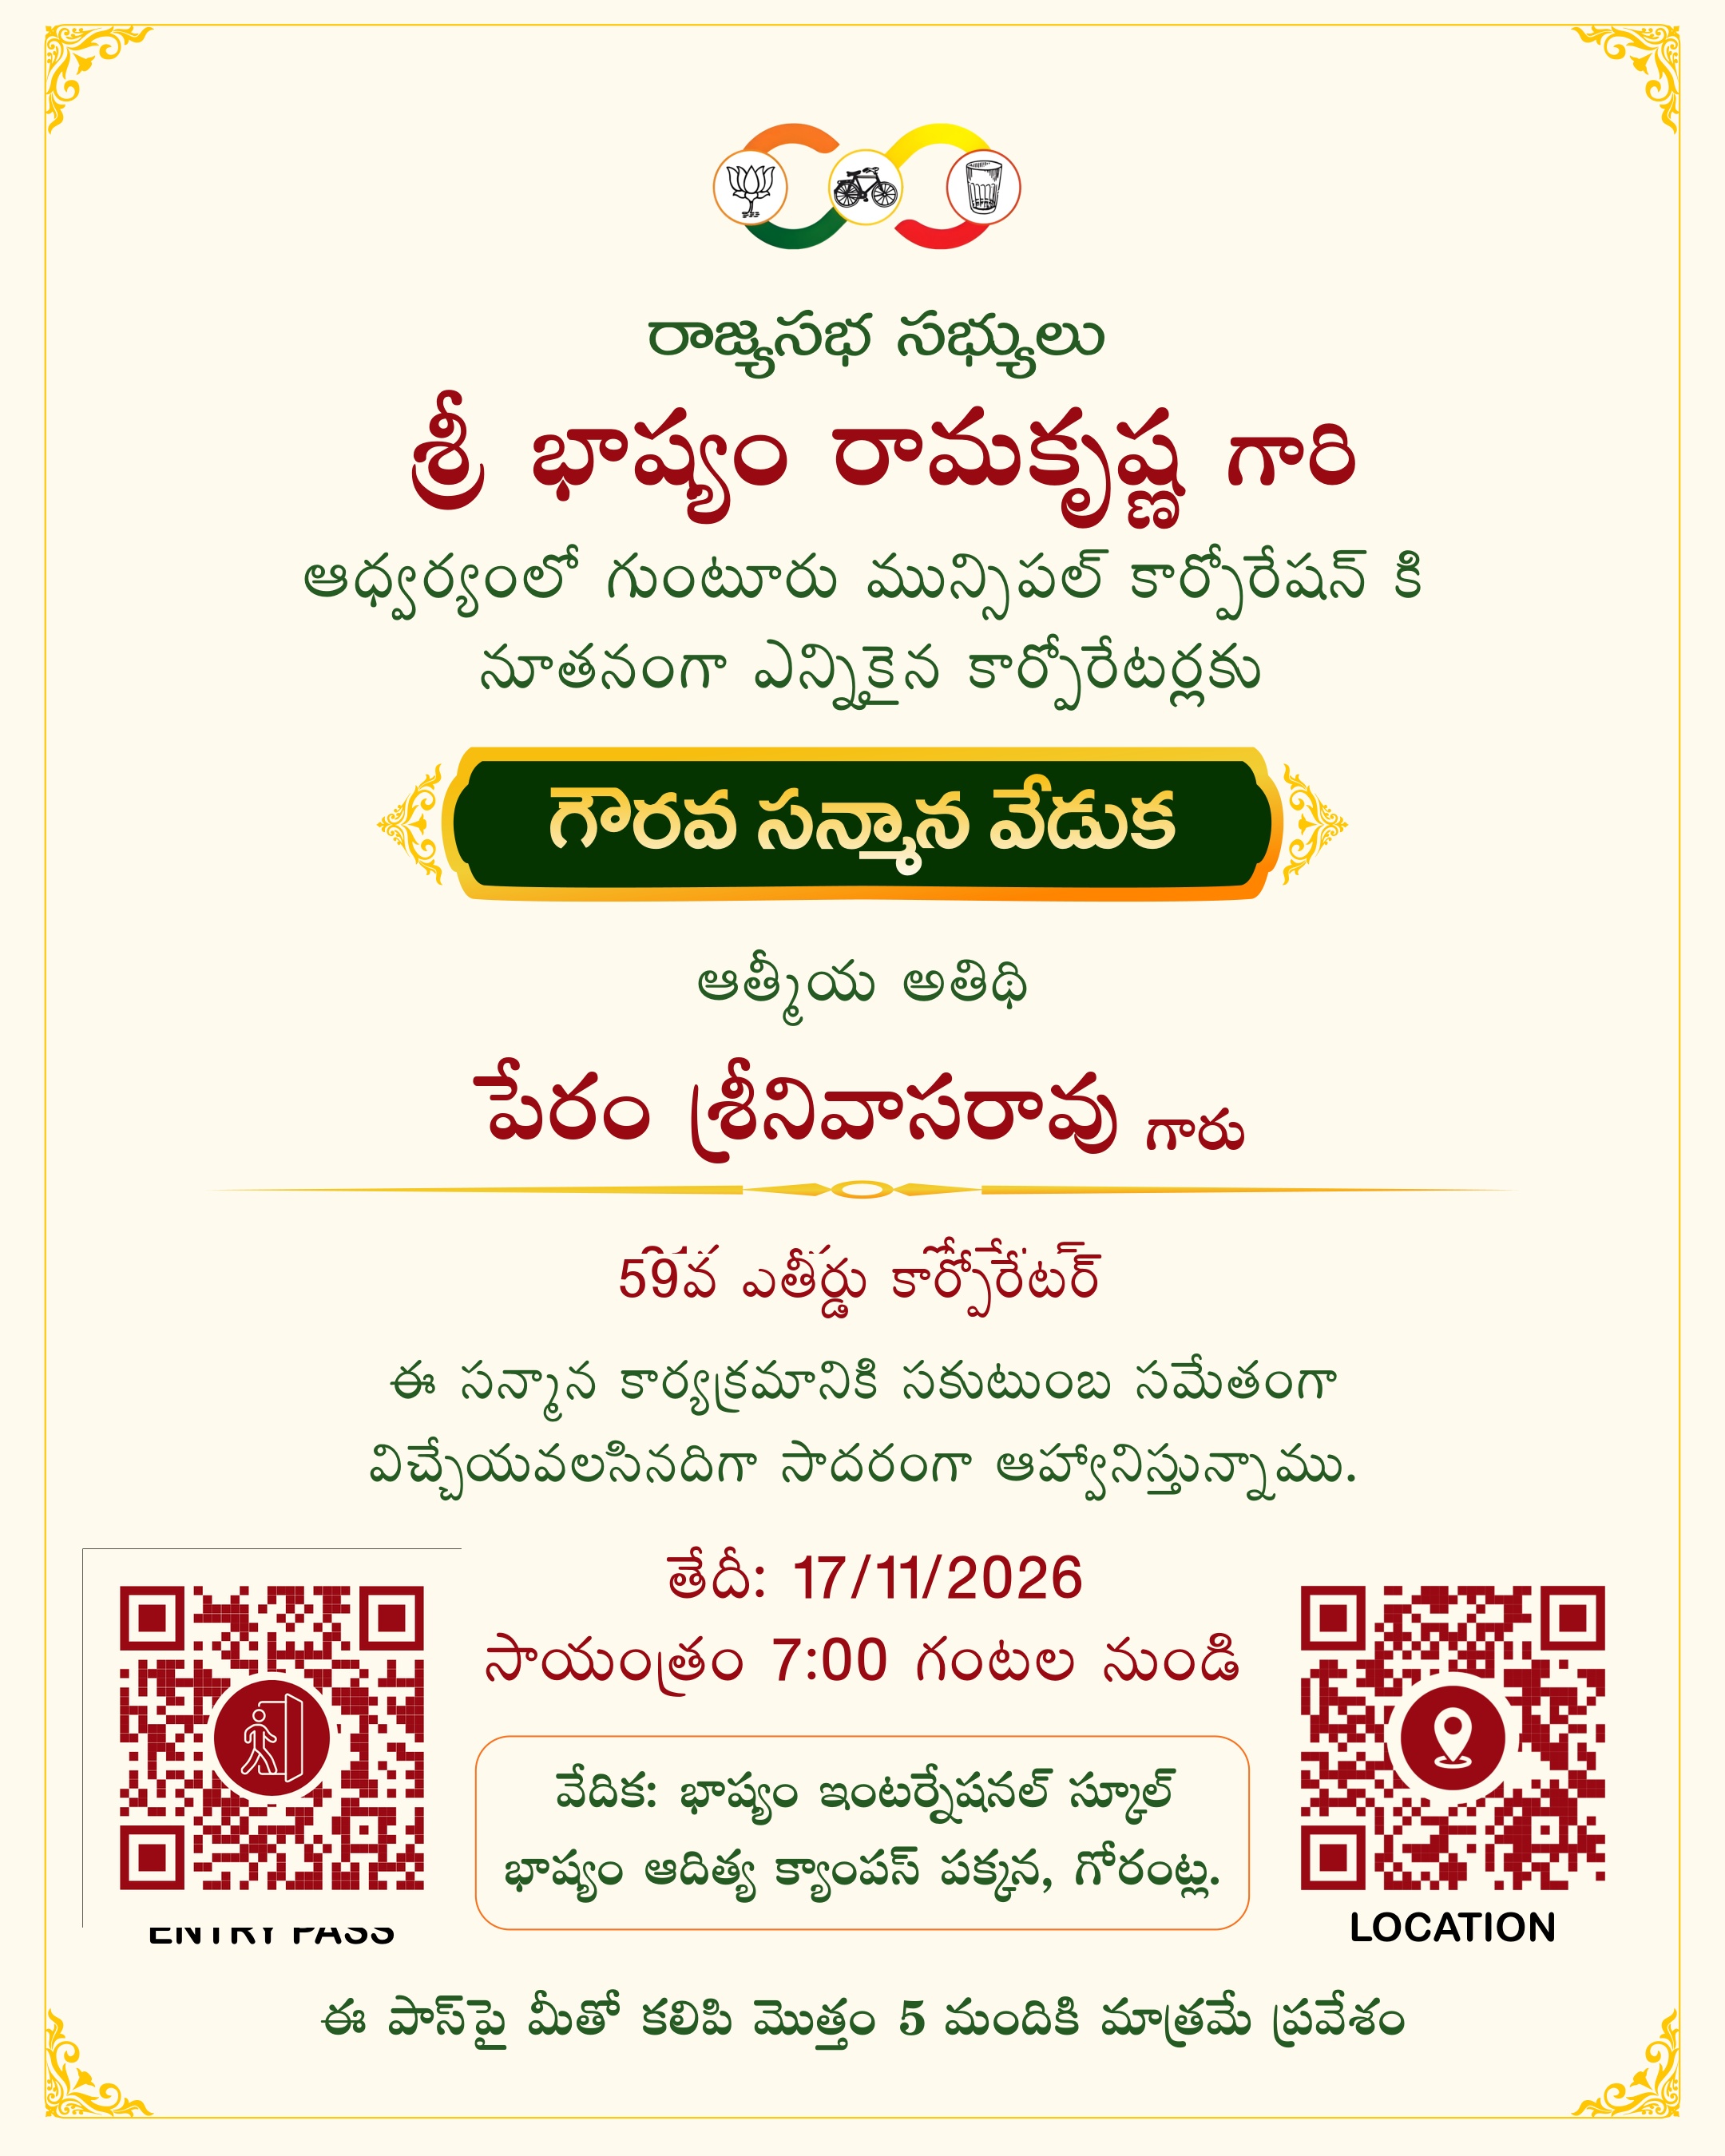 రాజ్యసభ సభ్యులు
శ్రీ భాష్యం రామకృష్ణ గారి
ఆధ్వర్యంలో గుంటూరు మున్సిపల్ కార్పోరేషన్ కి
నూతనంగా ఎన్నికైన కార్పోరేటర్లకు
గౌరవ సన్మాన వేడుక
ఆత్మీయ అతిథి
పేరం శ్రీనివాసరావు గారు
59వ కార్పోరేటర్
ఈ సన్మాన కార్యక్రమానికి సకుటుంబ సమేతంగా
విచ్చేయవలసినదిగా సాదరంగా ఆహ్వానిస్తున్నాము.
తేదీ: 17/11/2026
సాయంత్రం 7:00 గంటల నుండి
వేదిక: భాష్యం ఇంటర్నేషనల్ స్కూల్
భాష్యం ఆదిత్య క్యాంపస్ పక్కన, గోరంట్ల.
ENTRY PASS
LOCATION
ఈ పాస్‌పై మీతో కలిపి మొత్తం 5 మందికి మాత్రమే ప్రవేశం